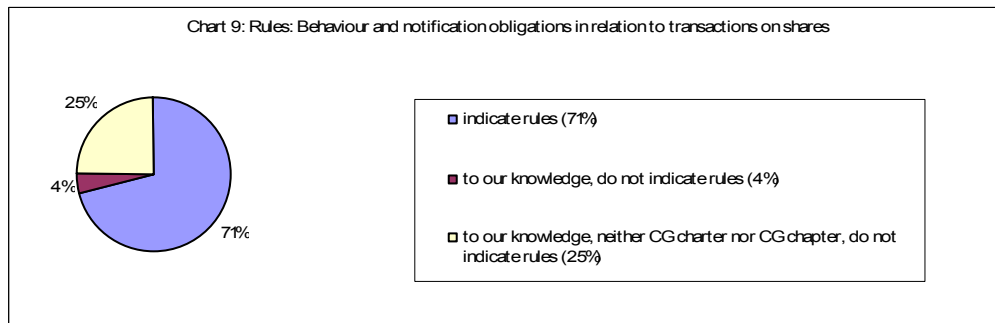 Chart 9: Rules: Behaviour and notification obligations in relation to transactions on shares
25%
4%
71%
indicate rules (71%)
to our knowledge, do not indicate rules (4%)
to our knowledge, neither CG charter nor CG chapter, do not
indicate rules (25%)